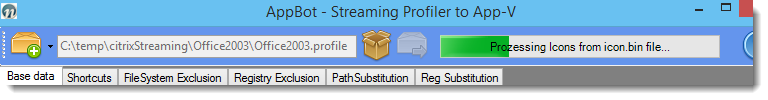 AppBot - Streaming Profiler to App-V
C:\temp\citrixStreaming\Office2003\Office2003.profile
Prozessing Icons from icon.bin file...
Base data Shortcuts FileSystem Exclusion Registry Exclusion PathSubstitution Reg Substitution